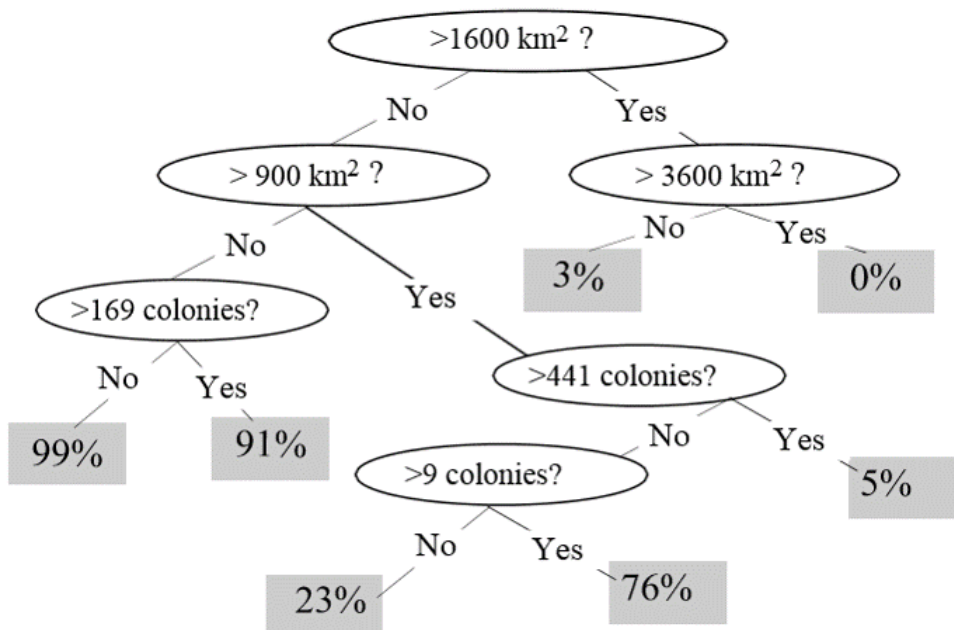 >1600 km² ?
No
Yes
> 900 km² ?
> 3600 km² ?
No
Yes
No
Yes
3%
0%
>169 colonies?
>441 colonies?
No
Yes
No
Yes
99%
91%
>9 colonies?
5%
No
Yes
23%
76%